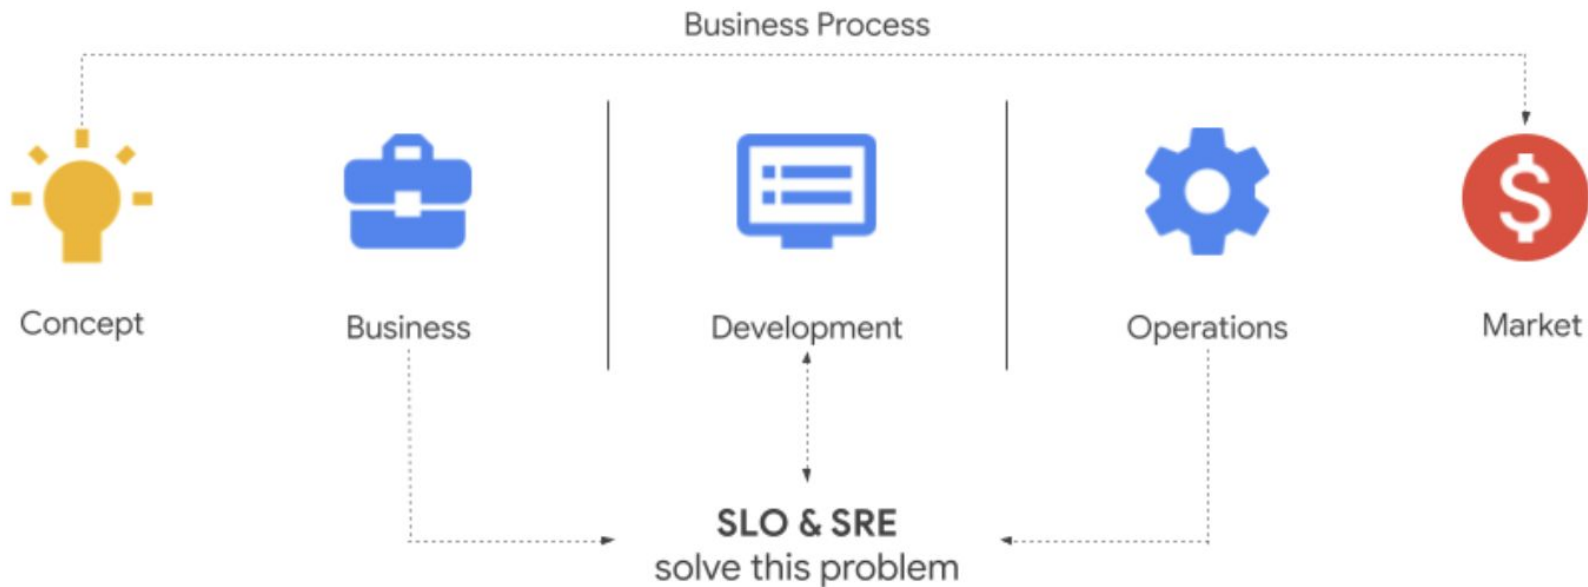 Business Process
Concept
Business
Development
Operations
Market
SLO & SRE
solve this problem